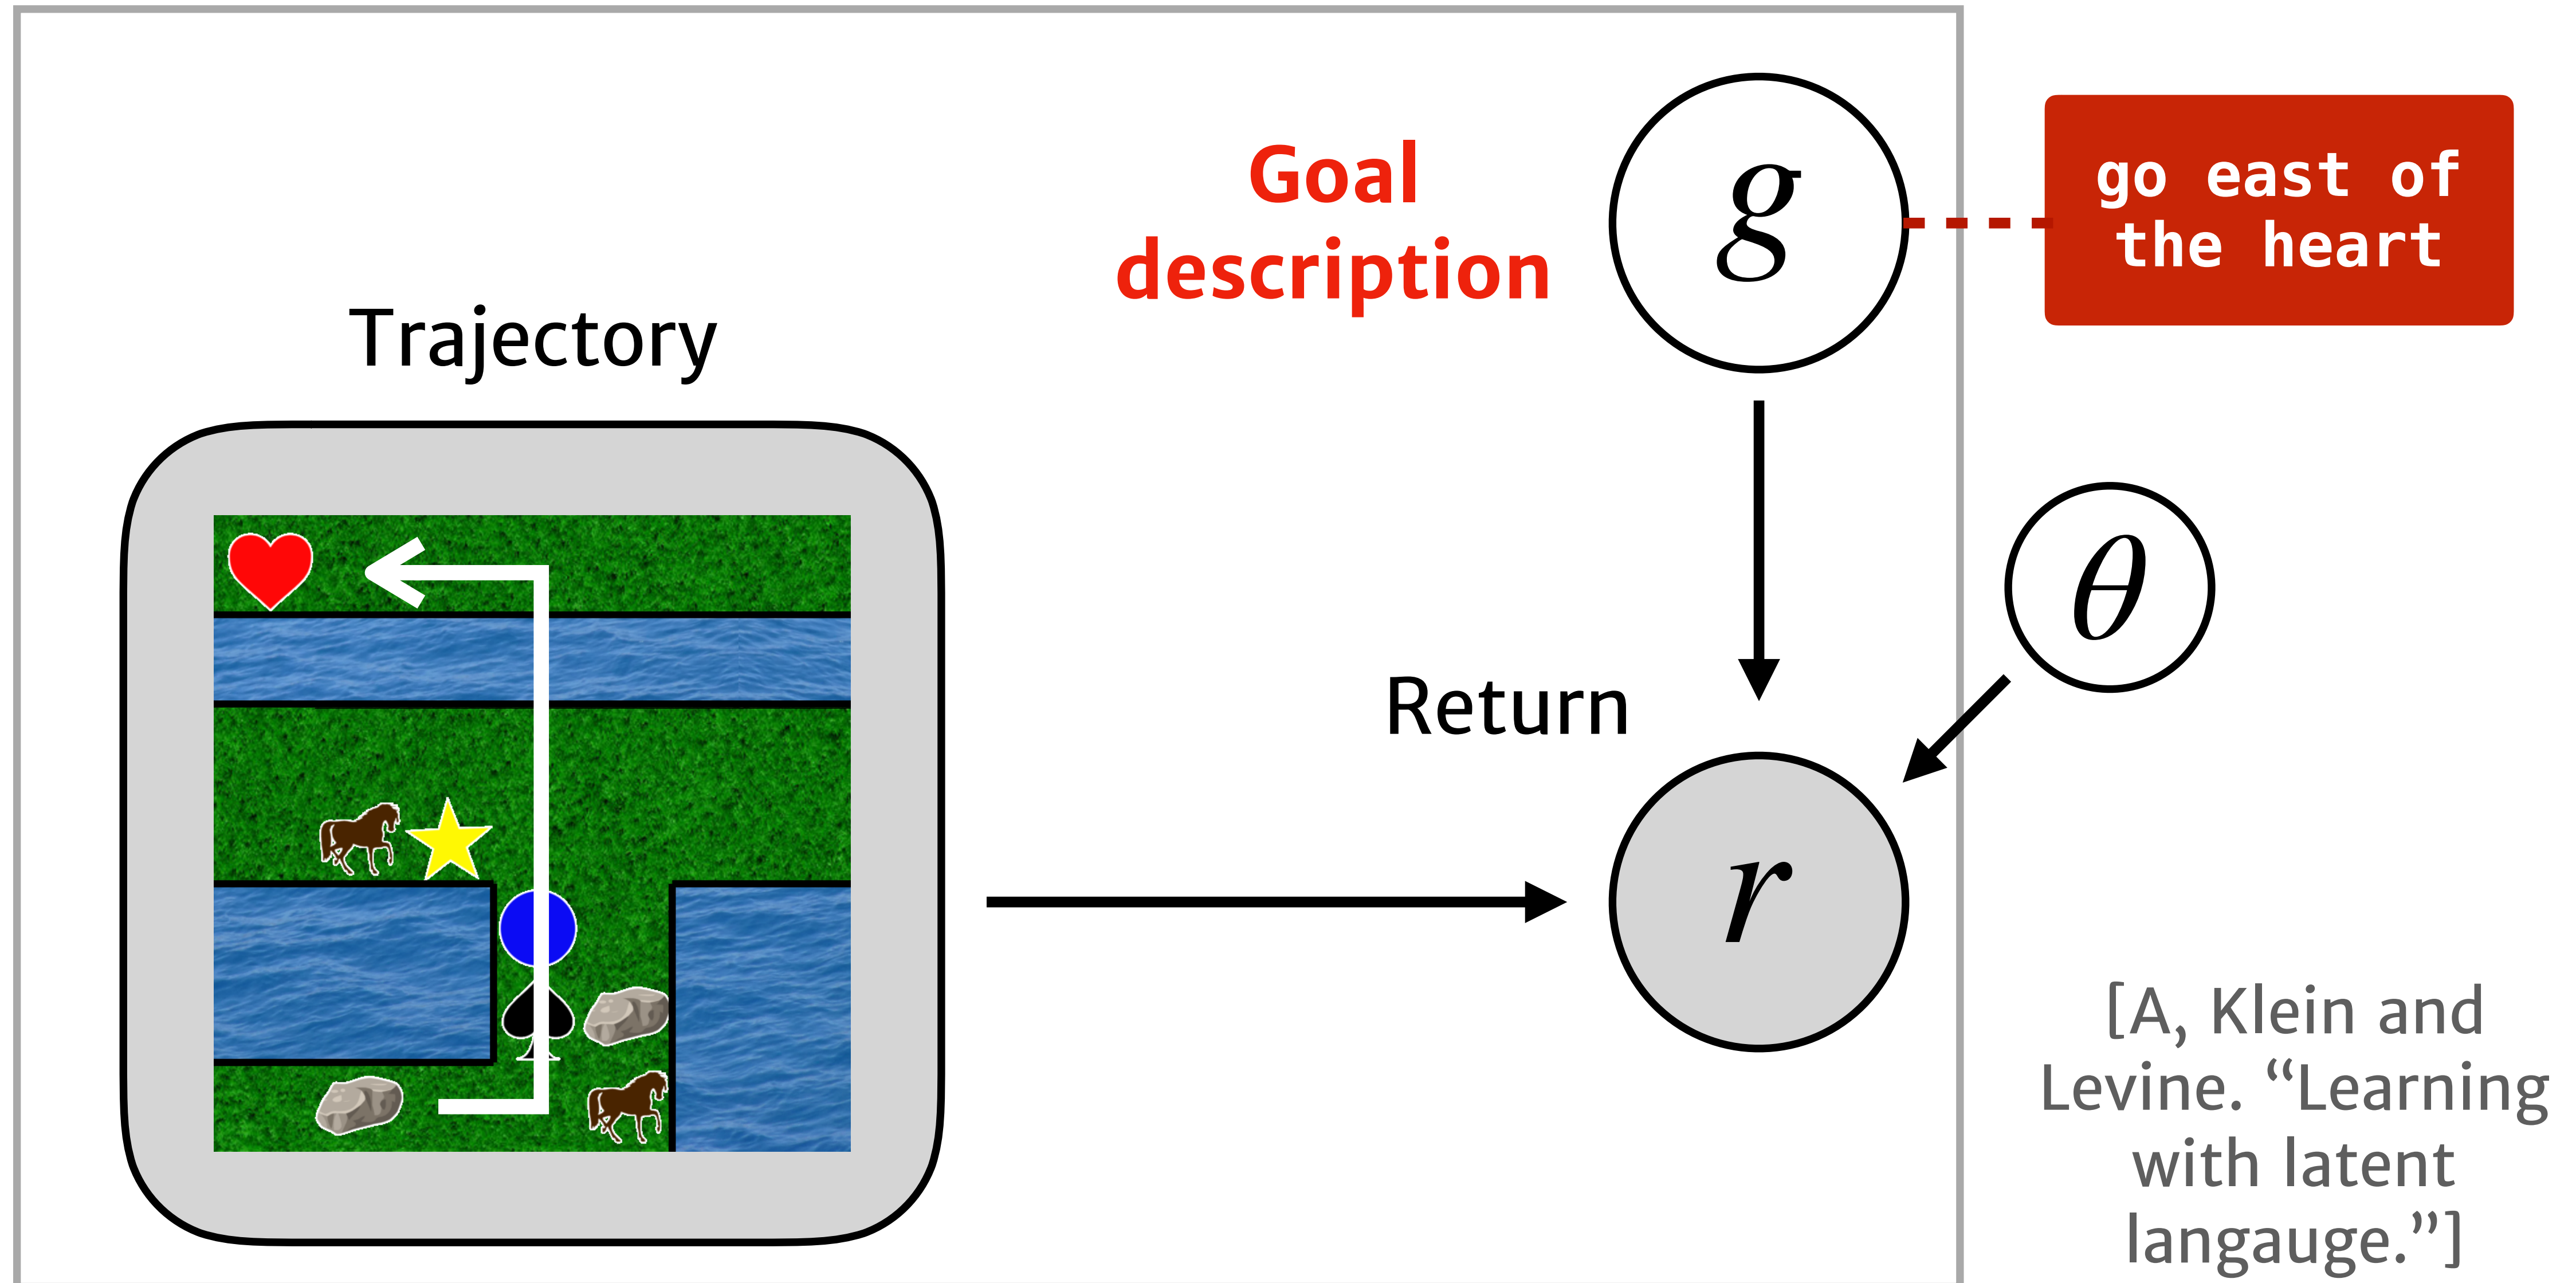 Goal
description
g
go east of
the heart
Trajectory
θ
Return
r
[A, Klein and
Levine. “Learning
with latent
langauge.”]